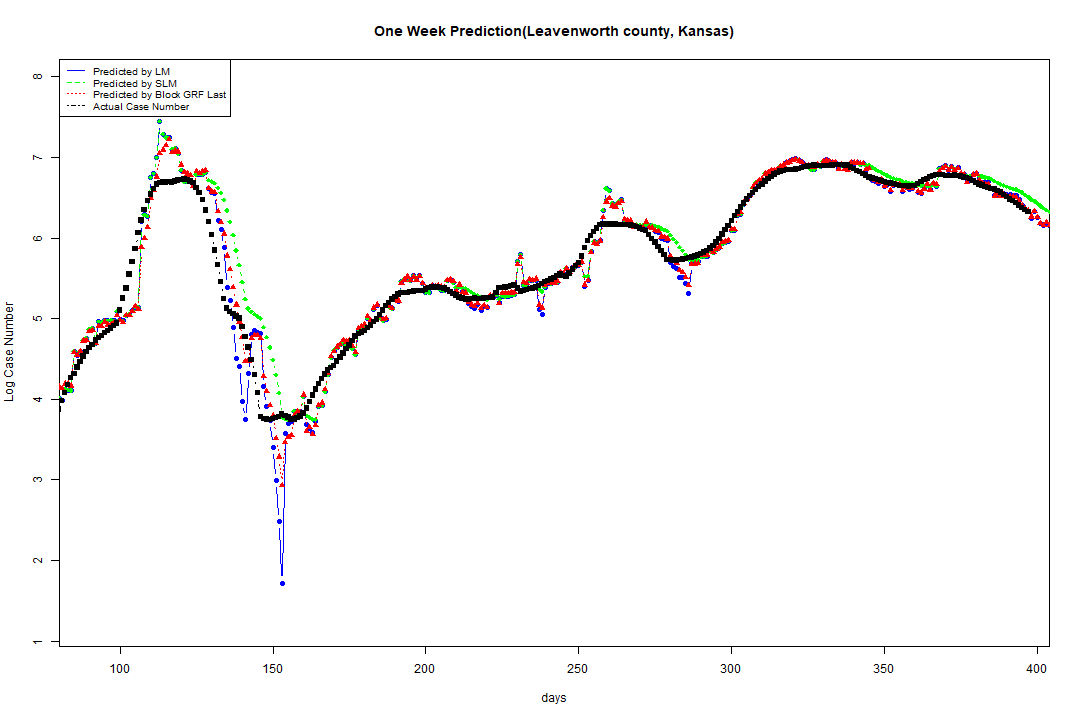 One Week Prediction(Leavenworth county, Kansas)
Predicted by LM
Predicted by SLM
Predicted by Block GRF Last
Actual Case Number
8
7
6
5
4
3
2
1
Log Case Number
100 150 200 250 300 350 400
days